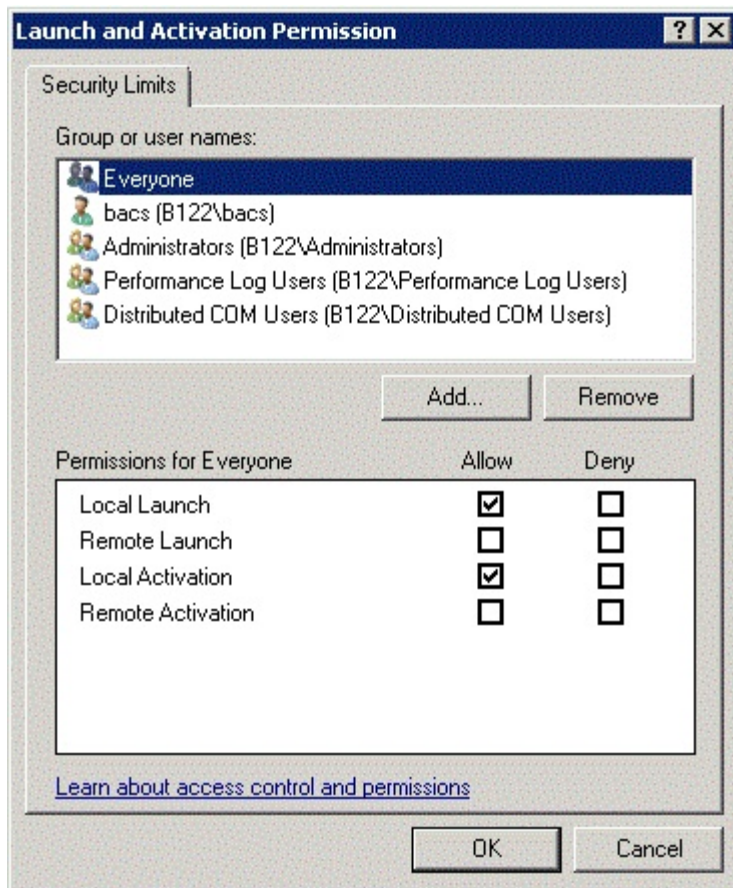 Launch and Activation Permission
Security Limits
Group or user names:
Everyone
bacs (B122\bacs)
Administrators (B122\Administrators)
Performance Log Users (B122\Performance Log Users)
Distributed COM Users (B122\Distributed COM Users)
Add... Remove
Permissions for Everyone Allow Deny
Local Launch
Remote Launch
Local Activation
Remote Activation
Learn about access control and permissions
OK Cancel